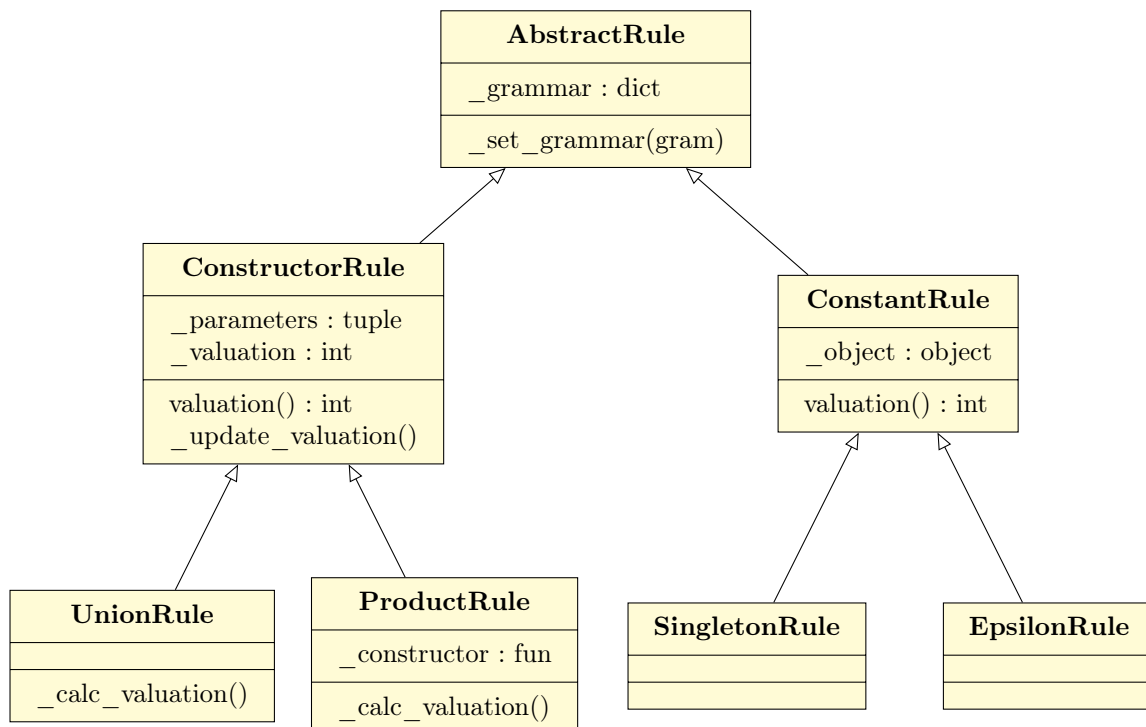 AbstractRule
_grammar : dict
_set_grammar(gram)
ConstructorRule
_parameters : tuple
_valuation : int
valuation() : int
_update_valuation()
ConstantRule
_object : object
valuation() : int
UnionRule
_calc_valuation()
ProductRule
_constructor : fun
_calc_valuation()
SingletonRule
EpsilonRule